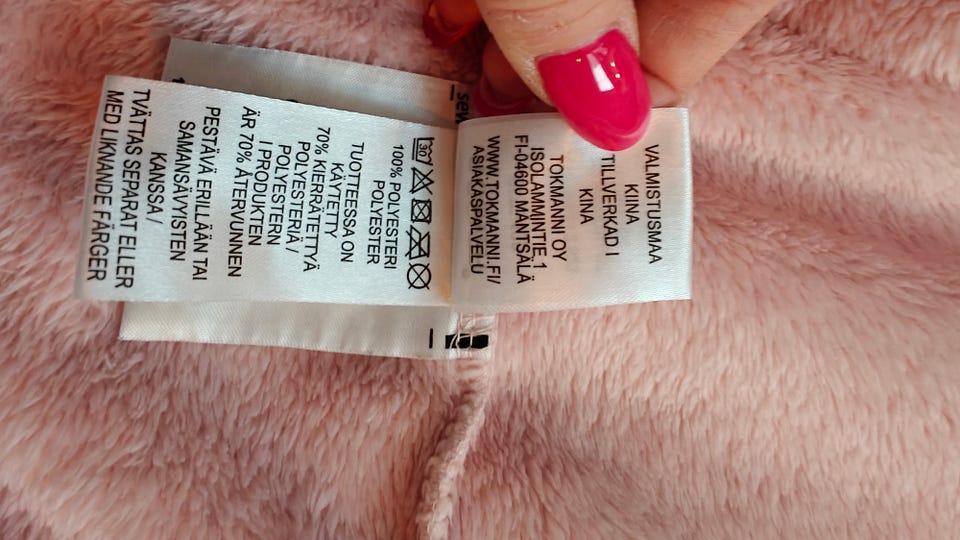 VALMISTUSMAA
KIINA
TILLVERKAD I
KINA
TOKMANNI OY
ISOLAMMINTIE 1
FI-04600 MÄNTSÄLÄ
WWW.TOKMANNI.FI/
ASIAKASPALVELU
30
100% POLYESTERI
POLYESTER
TUOTTEESSA ON
KÄYTETTY
70% KIERRÄTETTYÄ
POLYESTERIÄ /
POLYESTERN
I PRODUKTEN
ÄR 70% ÅTERVUNNEN
PESTÄVÄ ERILLÄÄN TAI
SAMANSÄVYISTEN
KANSSA /
TVÄTTAS SEPARAT ELLER
MED LIKNANDE FÄRGER